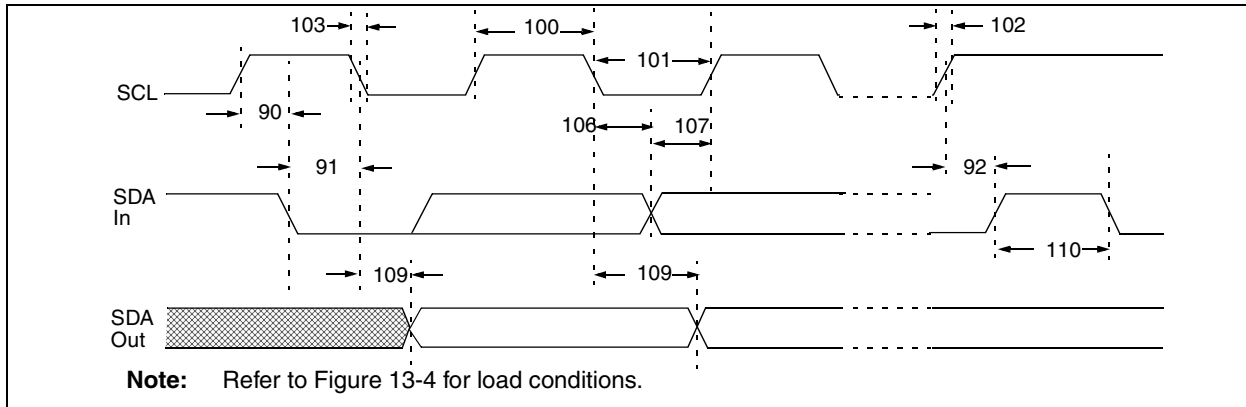 103
100
102
101
SCL
90
106
107
91
92
SDA
In
110
109
109
SDA
Out
Note: Refer to Figure 13-4 for load conditions.